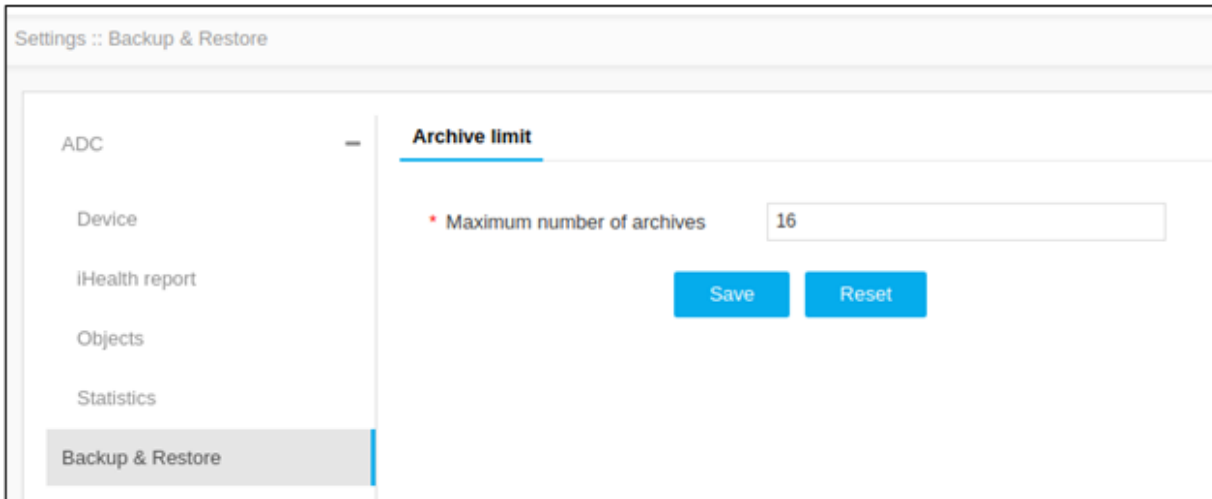 Settings :: Backup & Restore
ADC
Device
iHealth report
Objects
Statistics
Backup & Restore
Archive limit
* Maximum number of archives 16
Save Reset